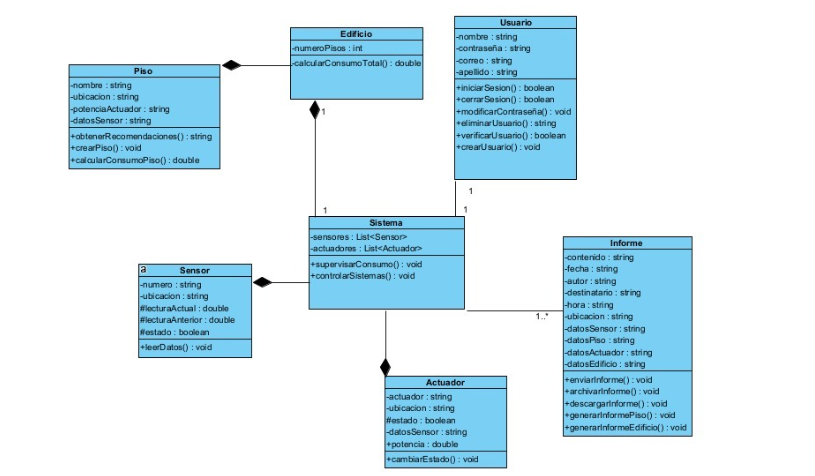 Edificio
-numeroPisos : int
-calcularConsumoTotal() : double
Usuario
-nombre : string
-contraseña : string
-correo : string
-apellido : string
+iniciarSesion() : boolean
+cerrarSesion() : boolean
+modificarContraseña() : void
+eliminarUsuario() : string
+verificarUsuario() : boolean
+crearUsuario() : void
Piso
-nombre : string
-ubicacion : string
-potenciaActuador : string
-datosSensor : string
+obtenerRecomendaciones() : string
+crearPiso() : void
+calcularConsumoPiso() : double
1
1
1
1
Sistema
-sensores : List<Sensor>
-actuadores : List<Actuador>
+supervisarConsumo() : void
+controlarSistemas() : void
a
Sensor
-numero : string
-ubicacion : string
#lecturaActual : double
#lecturaAnterior : double
#estado : boolean
+leerDatos() : void
Informe
-contenido : string
-fecha : string
-autor : string
-destinatario : string
-hora : string
-ubicacion : string
-datosSensor : string
-datosPiso : string
-datosActuador : string
-datosEdificio : string
+enviarInforme() : void
+archivarInforme() : void
+descargarInforme() : void
+generarInformePiso() : void
+generarInformeEdificio() : void
1..*
Actuador
-actuador : string
-ubicacion : string
#estado : boolean
-datosSensor : string
+potencia : double
+cambiarEstado() : void